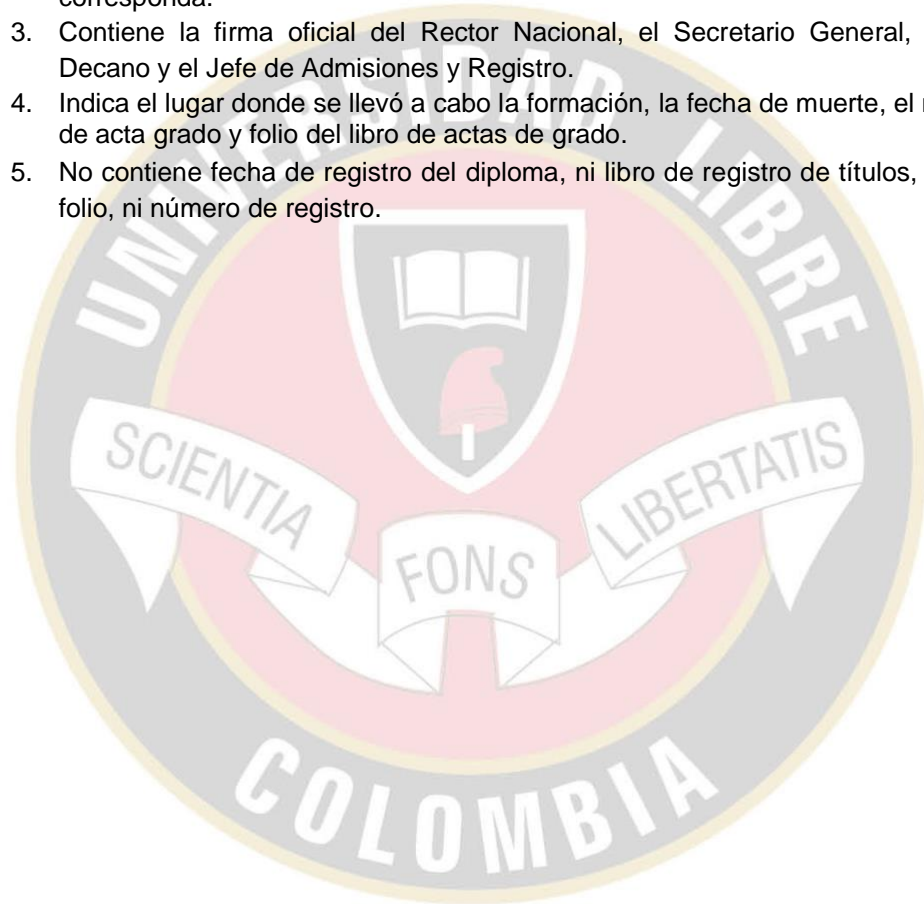 corresponda.
3. Contiene la firma oficial del Rector Nacional, el Secretario General,
Decano y el Jefe de Admisiones y Registro.
4. Indica el lugar donde se llevó a cabo la formación, la fecha de muerte, el
de acta grado y folio del libro de actas de grado.
5. No contiene fecha de registro del diploma, ni libro de registro de títulos,
folio, ni número de registro.
UNIVERSIDAD LIBRE
SCIENTIA
FONS
LIBERTATIS
COLOMBIA